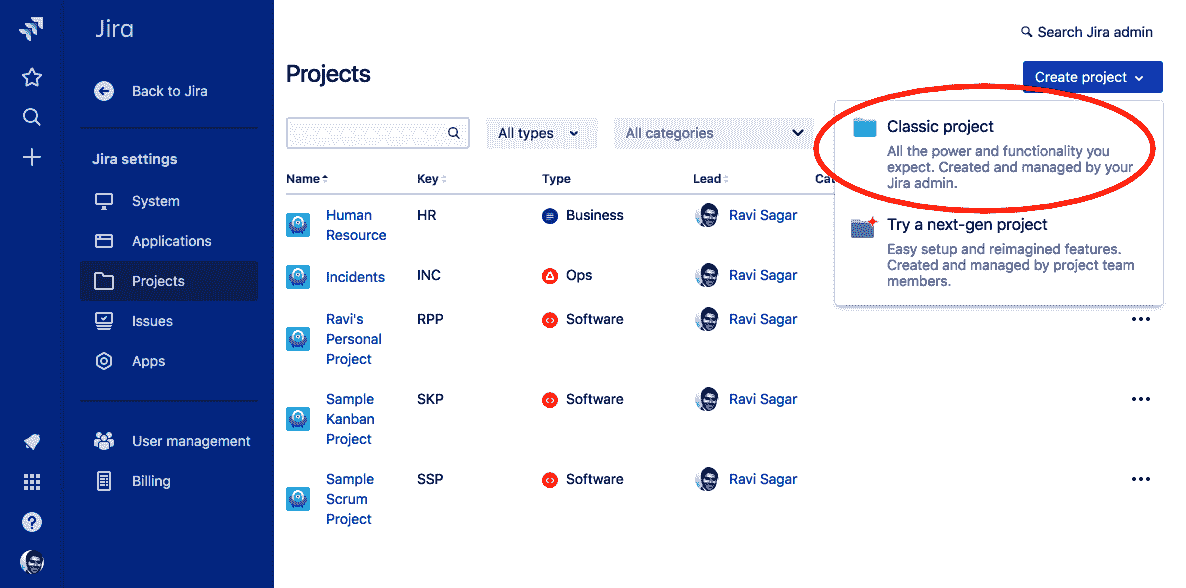 Jira
Back to Jira
Jira settings
System
Applications
Projects
Issues
Apps
User management
Billing
Search Jira admin
Projects
Create project
All types
All categories
Classic project
All the power and functionality you
expect. Created and managed by your
Jira admin.
Try a next-gen project
Easy setup and reimagined features.
Created and managed by project team
members.
Name Key Type Lead
Human HR Business Ravi Sagar
Resource
Incidents INC Ops Ravi Sagar
Ravi's RPP Software Ravi Sagar
Personal
Project
Sample SKP Software Ravi Sagar
Kanban
Project
Sample SSP Software Ravi Sagar
Scrum
Project